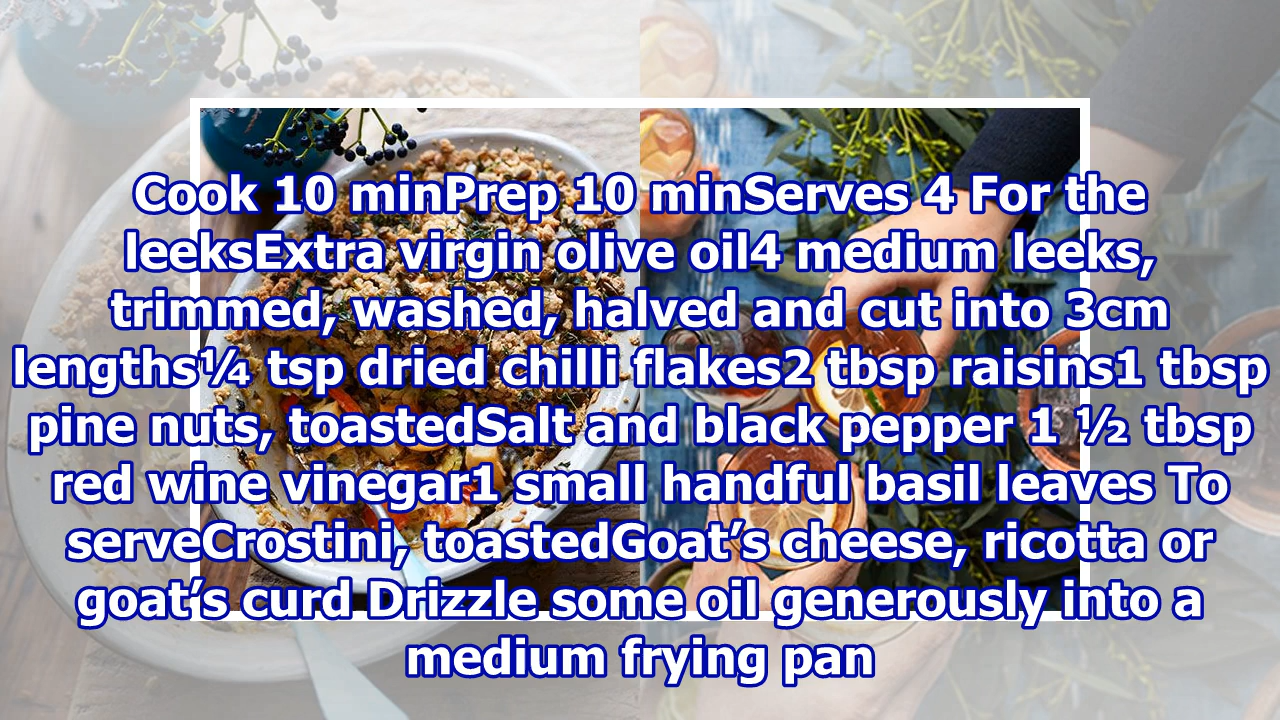 Cook 10 minPrep 10 minServes 4 For the
leeksExtra virgin olive oil4 medium leeks,
trimmed, washed, halved and cut into 3cm
lengths¼ tsp dried chilli flakes2 tbsp raisins1 tbsp
pine nuts, toastedSalt and black pepper 1 ½ tbsp
red wine vinegar1 small handful basil leaves To
serveCrostini, toastedGoat’s cheese, ricotta or
goat’s curd Drizzle some oil generously into a
medium frying pan